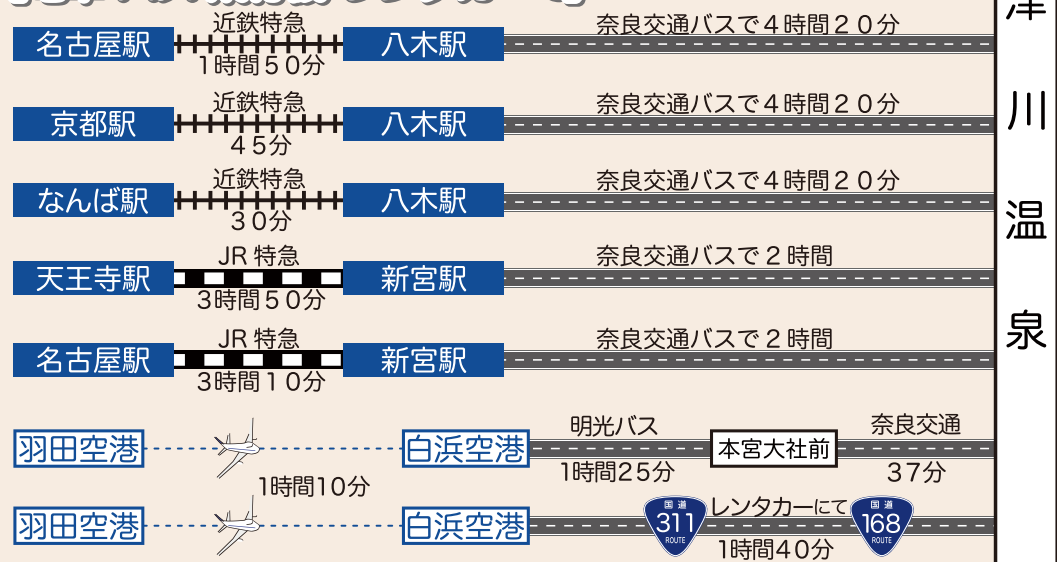 近鉄特急
奈良交通バスで4時間20分
名古屋駅
八木駅
1時間50分
近鉄特急
奈良交通バスで4時間20分
京都駅
八木駅
45分
近鉄特急
奈良交通バスで4時間20分
なんば駅
八木駅
30分
JR 特急
奈良交通バスで2時間
天王寺駅
新宮駅
3時間50分
JR 特急
奈良交通バスで2時間
名古屋駅
新宮駅
3時間10分
明光バス
奈良交通
羽田空港
白浜空港
本宮大社前
1時間25分
37分
1時間10分
羽田空港
白浜空港
国道
311
ROUTE
レンタカーにて
国道
168
ROUTE
1時間40分
津川温泉